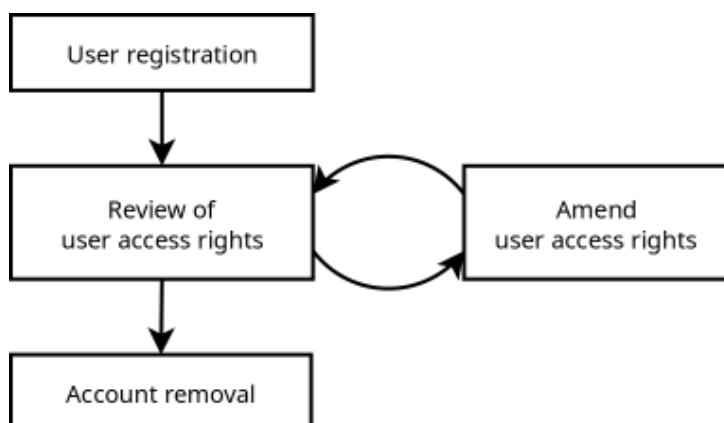 User registration
Review of
user access rights
Amend
user access rights
Account removal